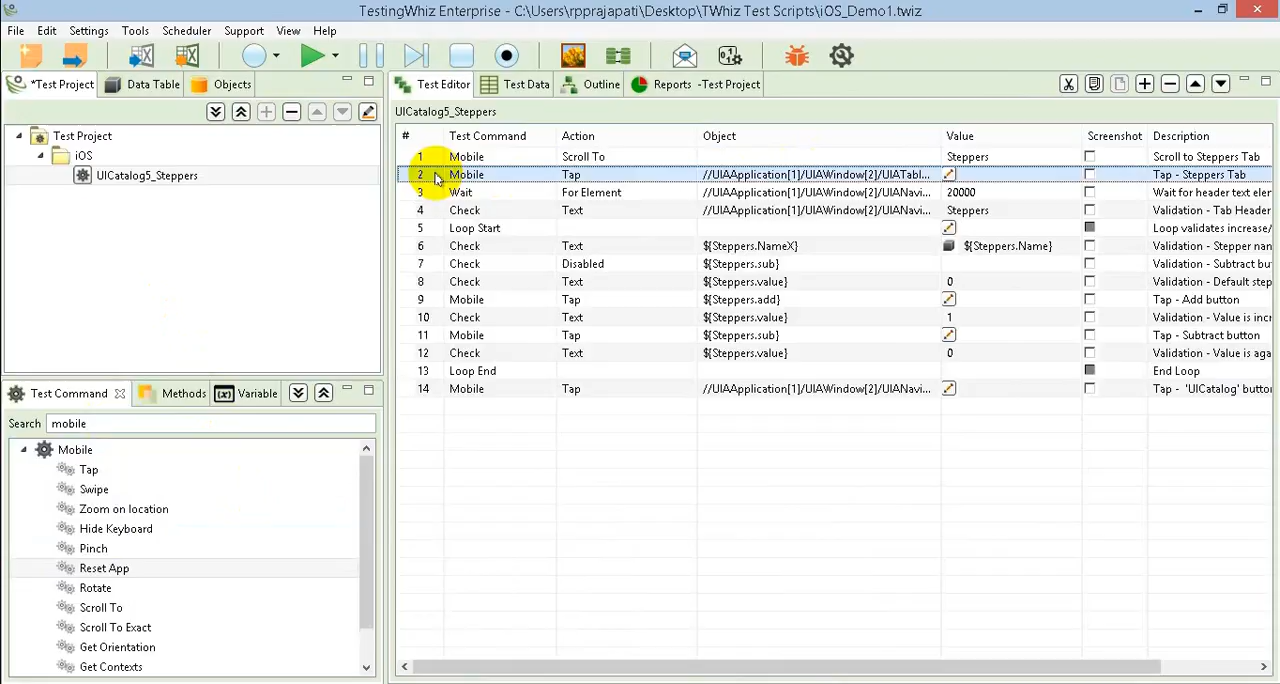 TestingWhiz Enterprise - C:\Users\rpprajapati\Desktop\TWhiz Test Scripts\iOS_Demo1.twiz
File Edit Settings Tools Scheduler Support View Help
*Test Project Data Table Objects
Test Editor Test Data Outline Reports -Test Project
Test Project
iOS
UICatalog5_Steppers
UICatalog5_Steppers
# Test Command Action Object Value Screenshot Description
1 Mobile Scroll To Steppers Scroll to Steppers Tab
2 Mobile Tap //UIAApplication[1]/UIAWindow[2]/UIATabl... Tap - Steppers Tab
3 Wait For Element //UIAApplication[1]/UIAWindow[2]/UIANavi... 20000 Wait for header text elen
4 Check Text //UIAApplication[1]/UIAWindow[2]/UIANavi... Steppers Validation - Tab Header
5 Loop Start Loop validates increase/
6 Check Text ${Steppers.NameX} ${Steppers.Name} Validation - Stepper nan
7 Check Disabled ${Steppers.sub} Validation - Subtract bu
8 Check Text ${Steppers.value} 0 Validation - Default step
9 Mobile Tap ${Steppers.add} Tap - Add button
10 Check Text ${Steppers.value} 1 Validation - Value is incr
11 Mobile Tap ${Steppers.sub} Tap - Subtract button
12 Check Text ${Steppers.value} 0 Validation - Value is aga
13 Loop End End Loop
14 Mobile Tap //UIAApplication[1]/UIAWindow[2]/UIANavi... Tap - 'UICatalog' buttor
Test Command Methods (x) Variable
Search mobile
Mobile
Tap
Swipe
Zoom on location
Hide Keyboard
Pinch
Reset App
Rotate
Scroll To
Scroll To Exact
Get Orientation
Get Contexts